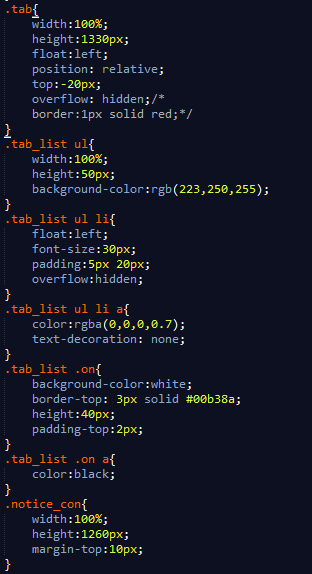 .tab{
width:100%;
height:1330px;
float:left;
position: relative;
top:-20px;
overflow: hidden;/*
border:1px solid red;*/
}
.tab_list ul{
width:100%;
height:50px;
background-color:rgb(223,250,255);
}
.tab_list ul li{
float:left;
font-size:30px;
padding:5px 20px;
overflow:hidden;
}
.tab_list ul li a{
color:rgba(0,0,0,0.7);
text-decoration: none;
}
.tab_list .on{
background-color:white;
border-top: 3px solid #00b38a;
height:40px;
padding-top:2px;
}
.tab_list .on a{
color:black;
}
.notice_con{
width:100%;
height:1260px;
margin-top:10px;
}